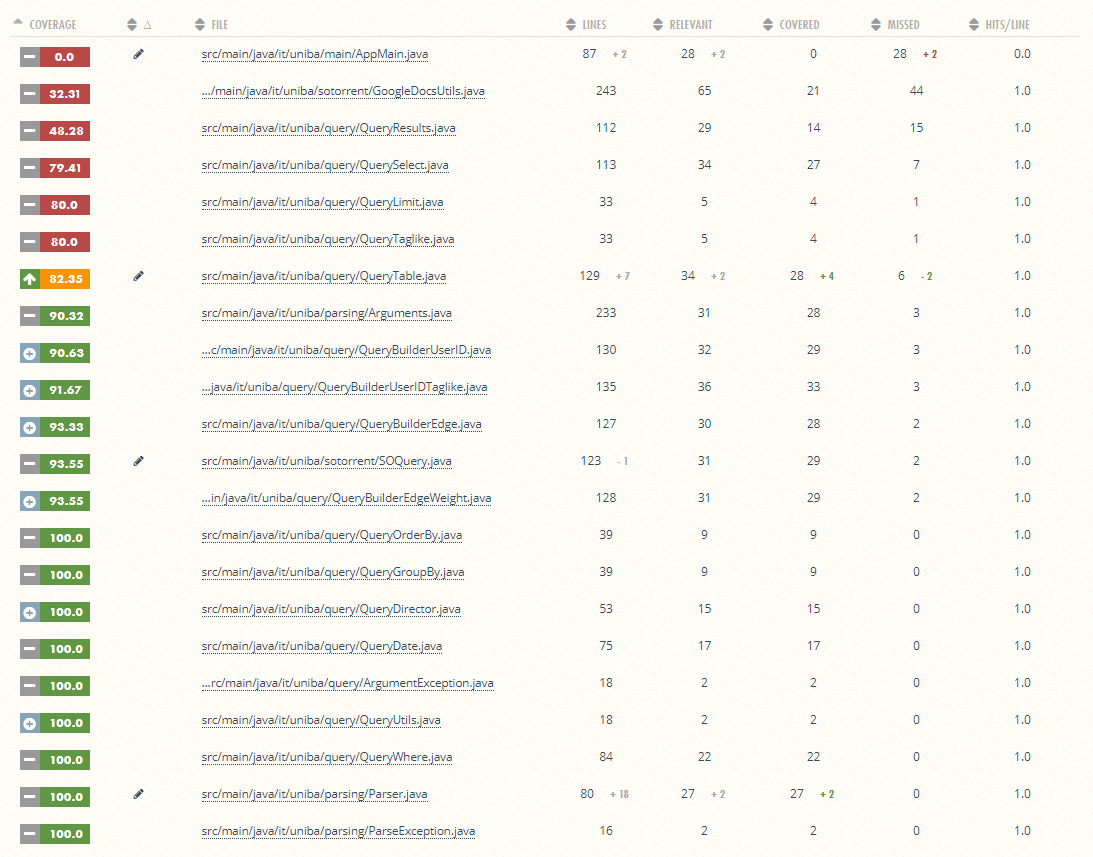 COVERAGE Δ FILE LINES RELEVANT COVERED MISSED HITS/LINE
0.0 src/main/java/it/uniba/main/AppMain.java 87 + 2 28 + 2 0 28 + 2 0.0
32.31 .../main/java/it/uniba/sotorrent/GoogleDocsUtils.java 243 65 21 44 1.0
48.28 src/main/java/it/uniba/query/QueryResults.java 112 29 14 15 1.0
79.41 src/main/java/it/uniba/query/QuerySelect.java 113 34 27 7 1.0
80.0 src/main/java/it/uniba/query/QueryLimit.java 33 5 4 1 1.0
80.0 src/main/java/it/uniba/query/QueryTaglike.java 33 5 4 1 1.0
82.35 src/main/java/it/uniba/query/QueryTable.java 129 + 7 34 + 2 28 + 4 6 - 2 1.0
90.32 src/main/java/it/uniba/parsing/Arguments.java 233 31 28 3 1.0
90.63 ...c/main/java/it/uniba/query/QueryBuilderUserID.java 130 32 29 3 1.0
91.67 ...java/it/uniba/query/QueryBuilderUserIDTaglike.java 135 36 33 3 1.0
93.33 src/main/java/it/uniba/query/QueryBuilderEdge.java 127 30 28 2 1.0
93.55 src/main/java/it/uniba/sotorrent/SOQuery.java 123 - 1 31 29 2 1.0
93.55 ...in/java/it/uniba/query/QueryBuilderEdgeWeight.java 128 31 29 2 1.0
100.0 src/main/java/it/uniba/query/QueryOrderBy.java 39 9 9 0 1.0
100.0 src/main/java/it/uniba/query/QueryGroupBy.java 39 9 9 0 1.0
100.0 src/main/java/it/uniba/query/QueryDirector.java 53 15 15 0 1.0
100.0 src/main/java/it/uniba/query/QueryDate.java 75 17 17 0 1.0
100.0 ...rc/main/java/it/uniba/query/ArgumentException.java 18 2 2 0 1.0
100.0 src/main/java/it/uniba/query/QueryUtils.java 18 2 2 0 1.0
100.0 src/main/java/it/uniba/query/QueryWhere.java 84 22 22 0 1.0
100.0 src/main/java/it/uniba/parsing/Parser.java 80 + 18 27 + 2 27 + 2 0 1.0
100.0 src/main/java/it/uniba/parsing/ParseException.java 16 2 2 0 1.0